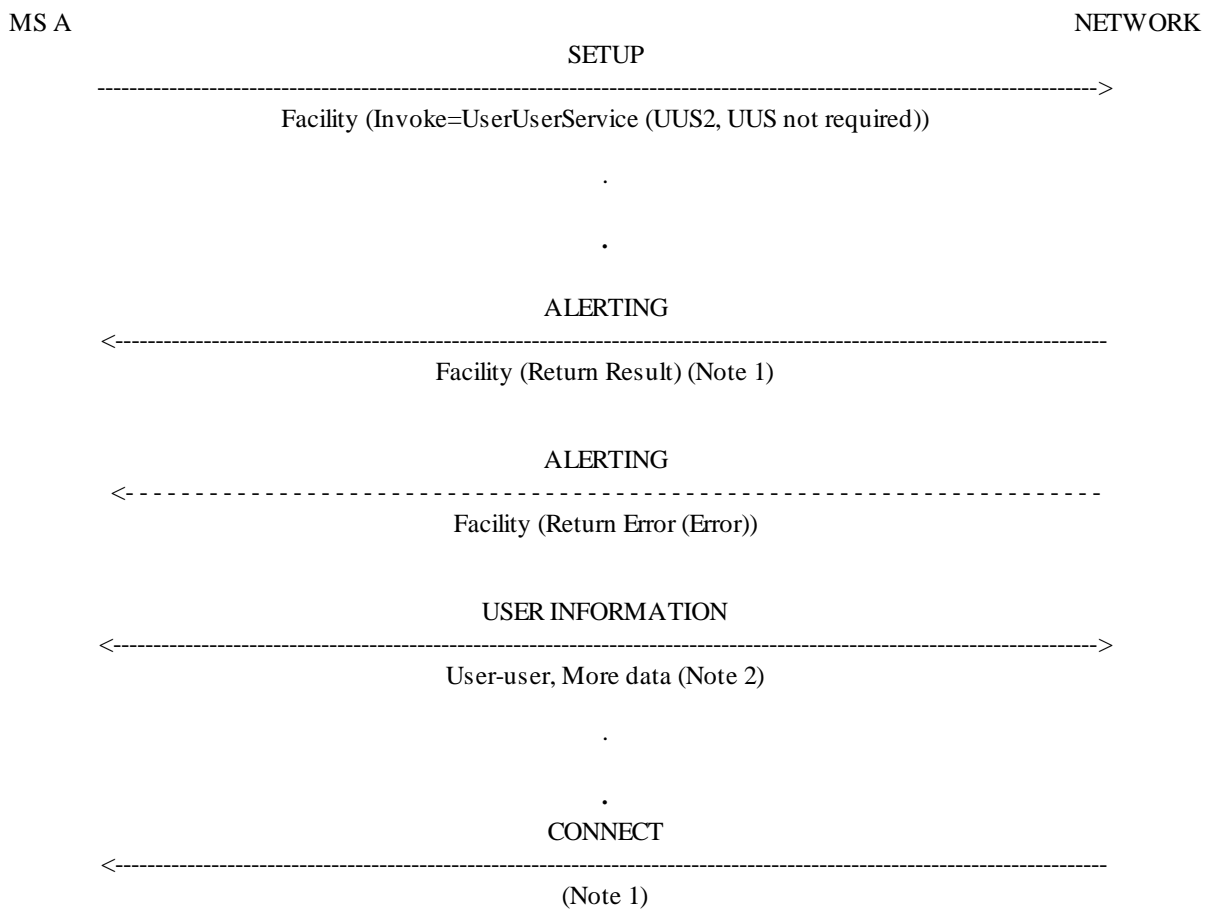 MS A NETWORK
SETUP
------------------------------------------------------------------------------------------------------------------------------>
Facility (Invoke=UserUserService (UUS2, UUS not required))
.
.
ALERTING
<-----------------------------------------------------------------------------------------------------------------------------
Facility (Return Result) (Note 1)
ALERTING
<- - - - - - - - - - - - - - - - - - - - - - - - - - - - - - - - - - - - - - - - - - - - - - - - - - - - - - - - - - - - - - - - - - - - - -
Facility (Return Error (Error))
USER INFORMATION
<---------------------------------------------------------------------------------------------------------------------------->
User-user, More data (Note 2)
.
.
CONNECT
<-----------------------------------------------------------------------------------------------------------------------------
(Note 1)